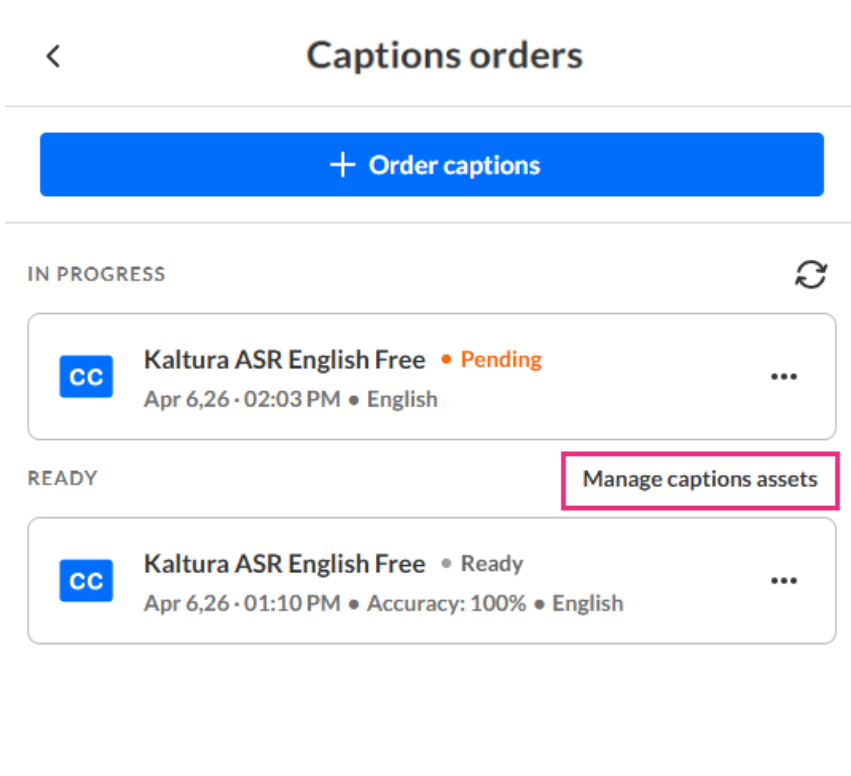 Captions orders
+ Order captions
IN PROGRESS
CC Kaltura ASR English Free • Pending
Apr 6,26 · 02:03 PM • English
READY Manage captions assets
CC Kaltura ASR English Free • Ready
Apr 6,26 · 01:10 PM • Accuracy: 100% • English